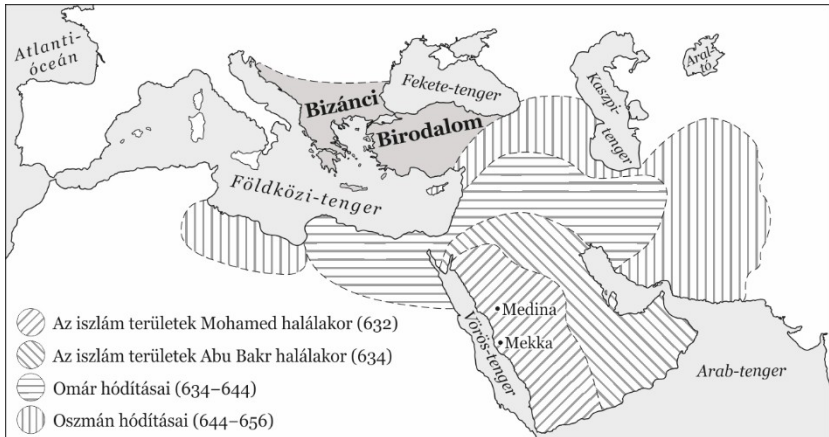 Atlanti-
óceán
Bizánci
Birodalom
Fekete-tenger
Kaszpi-
tenger
Aral-
tó
Földközi-tenger
Medina
Mekka
Vörös-tenger
Arab-tenger
Az iszlám területek Mohamed halálakor (632)
Az iszlám területek Abu Bakr halálakor (634)
Omár hódításai (634–644)
Oszmán hódításai (644–656)